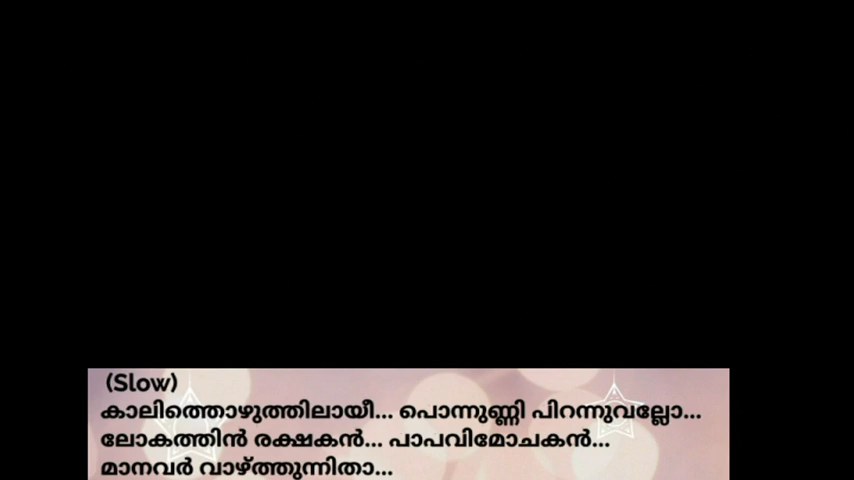 (Slow)
കാലിത്തൊഴുത്തിലായീ... പൊന്നുണ്ണി പിറന്നുവല്ലോ...
ലോകത്തിൻ രക്ഷകൻ... പാപവിമോചകൻ...
മാനവർ വാഴ്ത്തുന്നിതാ...